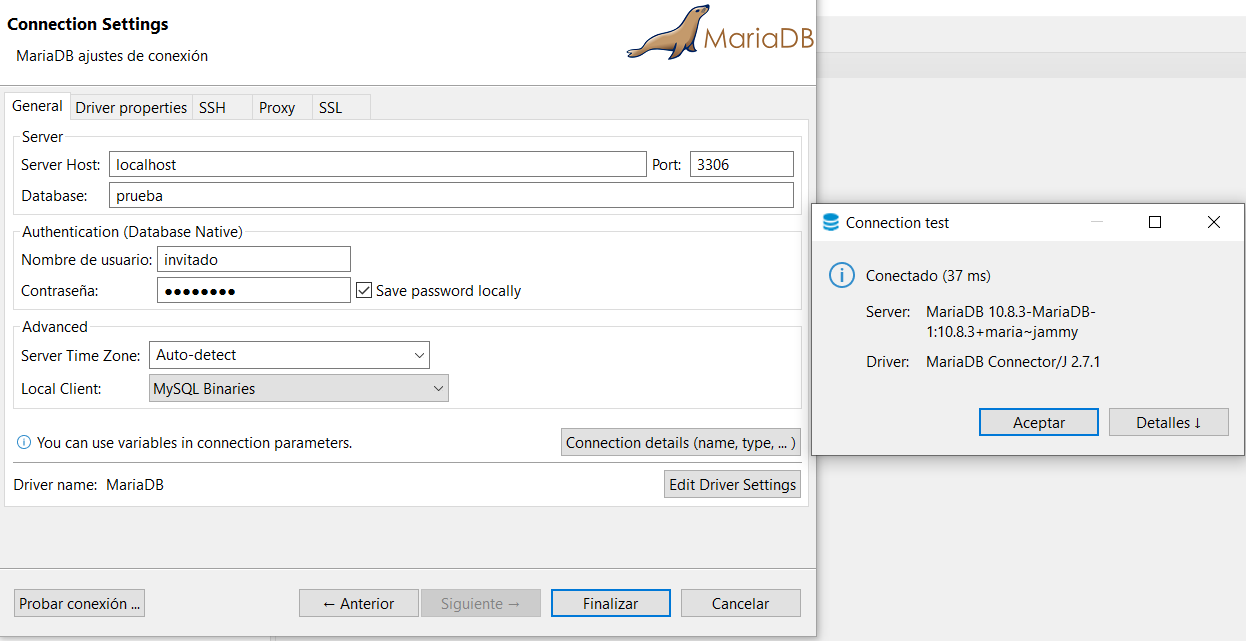 Connection Settings
MariaDB ajustes de conexión
MariaDB
General Driver properties SSH Proxy SSL
Server
Server Host: localhost Port: 3306
Database: prueba
Authentication (Database Native)
Nombre de usuario: invitado
Contraseña: ●●●●●●●● Save password locally
Advanced
Server Time Zone: Auto-detect
Local Client: MySQL Binaries
You can use variables in connection parameters. Connection details (name, type, ... )
Driver name: MariaDB Edit Driver Settings
Probar conexión ... ← Anterior Siguiente → Finalizar Cancelar
Connection test
Conectado (37 ms)
Server: MariaDB 10.8.3-MariaDB-
1:10.8.3+maria~jammy
Driver: MariaDB Connector/J 2.7.1
Aceptar Detalles ↓